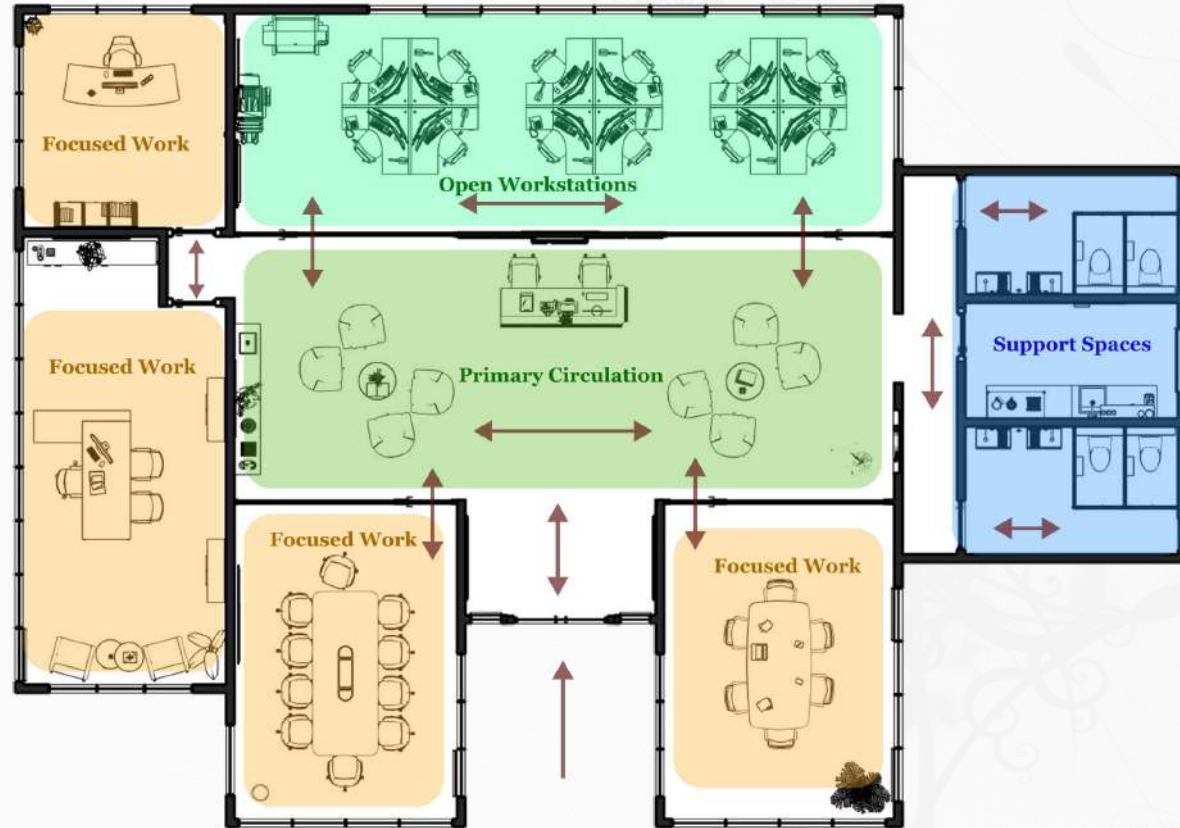 Focused Work
Open Workstations
Focused Work
Primary Circulation
Support Spaces
Focused Work
Focused Work